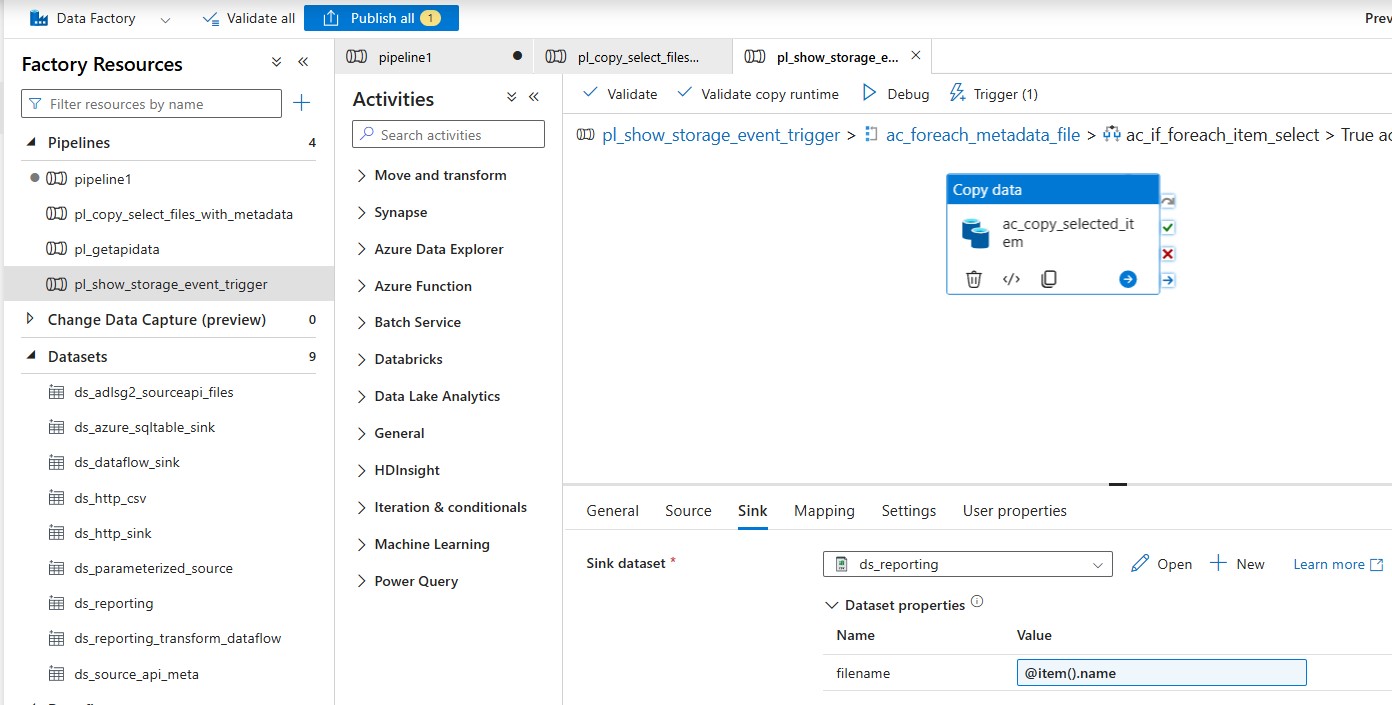 Data Factory
Validate all
Publish all 1
Prev
Factory Resources
Filter resources by name
Pipelines 4
pipeline1
pl_copy_select_files_with_metadata
pl_getapidata
pl_show_storage_event_trigger
Change Data Capture (preview) 0
Datasets 9
ds_adlsg2_sourceapi_files
ds_azure_sqltable_sink
ds_dataflow_sink
ds_http_csv
ds_http_sink
ds_parameterized_source
ds_reporting
ds_reporting_transform_dataflow
ds_source_api_meta
pipeline1
pl_copy_select_files...
pl_show_storage_e...
Activities
Search activities
Move and transform
Synapse
Azure Data Explorer
Azure Function
Batch Service
Databricks
Data Lake Analytics
General
HDInsight
Iteration & conditionals
Machine Learning
Power Query
Validate
Validate copy runtime
Debug
Trigger (1)
pl_show_storage_event_trigger > ac_foreach_metadata_file > ac_if_foreach_item_select > True ac
Copy data
ac_copy_selected_it
em
General Source Sink Mapping Settings User properties
Sink dataset *
ds_reporting
Open
New
Learn more
Dataset properties
Name Value
filename @item().name